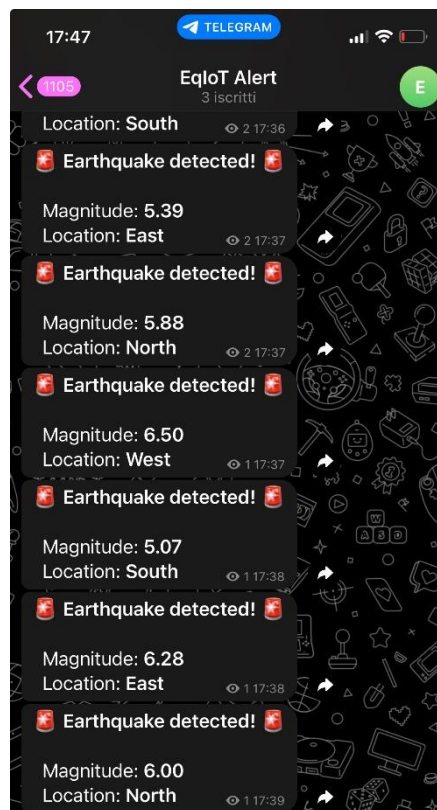 17:47
TELEGRAM
1105
EqIoT Alert
3 iscritti
E
Location: South
2 17:36
🚨 Earthquake detected! 🚨
Magnitude: 5.39
Location: East
2 17:37
🚨 Earthquake detected! 🚨
Magnitude: 5.88
Location: North
2 17:37
🚨 Earthquake detected! 🚨
Magnitude: 6.50
Location: West
1 17:37
🚨 Earthquake detected! 🚨
Magnitude: 5.07
Location: South
1 17:38
🚨 Earthquake detected! 🚨
Magnitude: 6.28
Location: East
1 17:38
🚨 Earthquake detected! 🚨
Magnitude: 6.00
Location: North
1 17:39
W
A S D